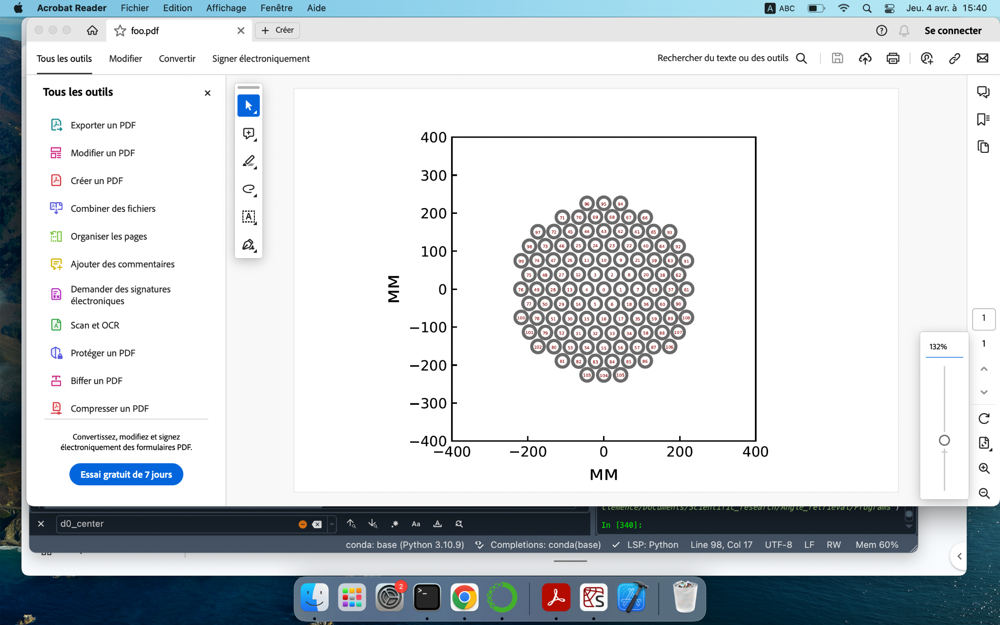 Acrobat Reader Fichier Edition Affichage Fenêtre Aide A ABC Jeu. 4 avr. à 15:40
foo.pdf Créer Se connecter
Tous les outils Modifier Convertir Signer électroniquement Rechercher du texte ou des outils
Tous les outils
Exporter un PDF
Modifier un PDF
Créer un PDF
Combiner des fichiers
Organiser les pages
Ajouter des commentaires
Demander des signatures
électroniques
Scan et OCR
Protéger un PDF
Biffer un PDF
Compresser un PDF
Convertissez, modifiez et signez
électroniquement des formulaires PDF.
Essai gratuit de 7 jours
400
300
200
100
0
−100
−200
−300
−400
MM
96 95 94
71 70 69 68 67 66
97 72 45 44 43 42 41 65 93
98 73 46 25 24 23 22 40 64 92
99 74 47 26 11 10 9 21 39 63 91
75 48 27 12 3 2 8 20 38 62
76 49 28 13 4 0 1 7 19 37 61
77 50 29 14 5 6 18 36 60 90
100 78 51 30 15 16 17 35 59 89 108
101 79 52 31 32 33 34 58 88 107
102 80 53 54 55 56 57 87 106
81 82 83 84 85 86
103 104 105
−400 −200 0 200 400
MM
1
1
132%
clemence/Documents/Scientific_research/Angle_retrieval/Programs')
d0_center Aa
In [340]:
conda: base (Python 3.10.9) Completions: conda(base) LSP: Python Line 98, Col 17 UTF-8 LF RW Mem 60%
2